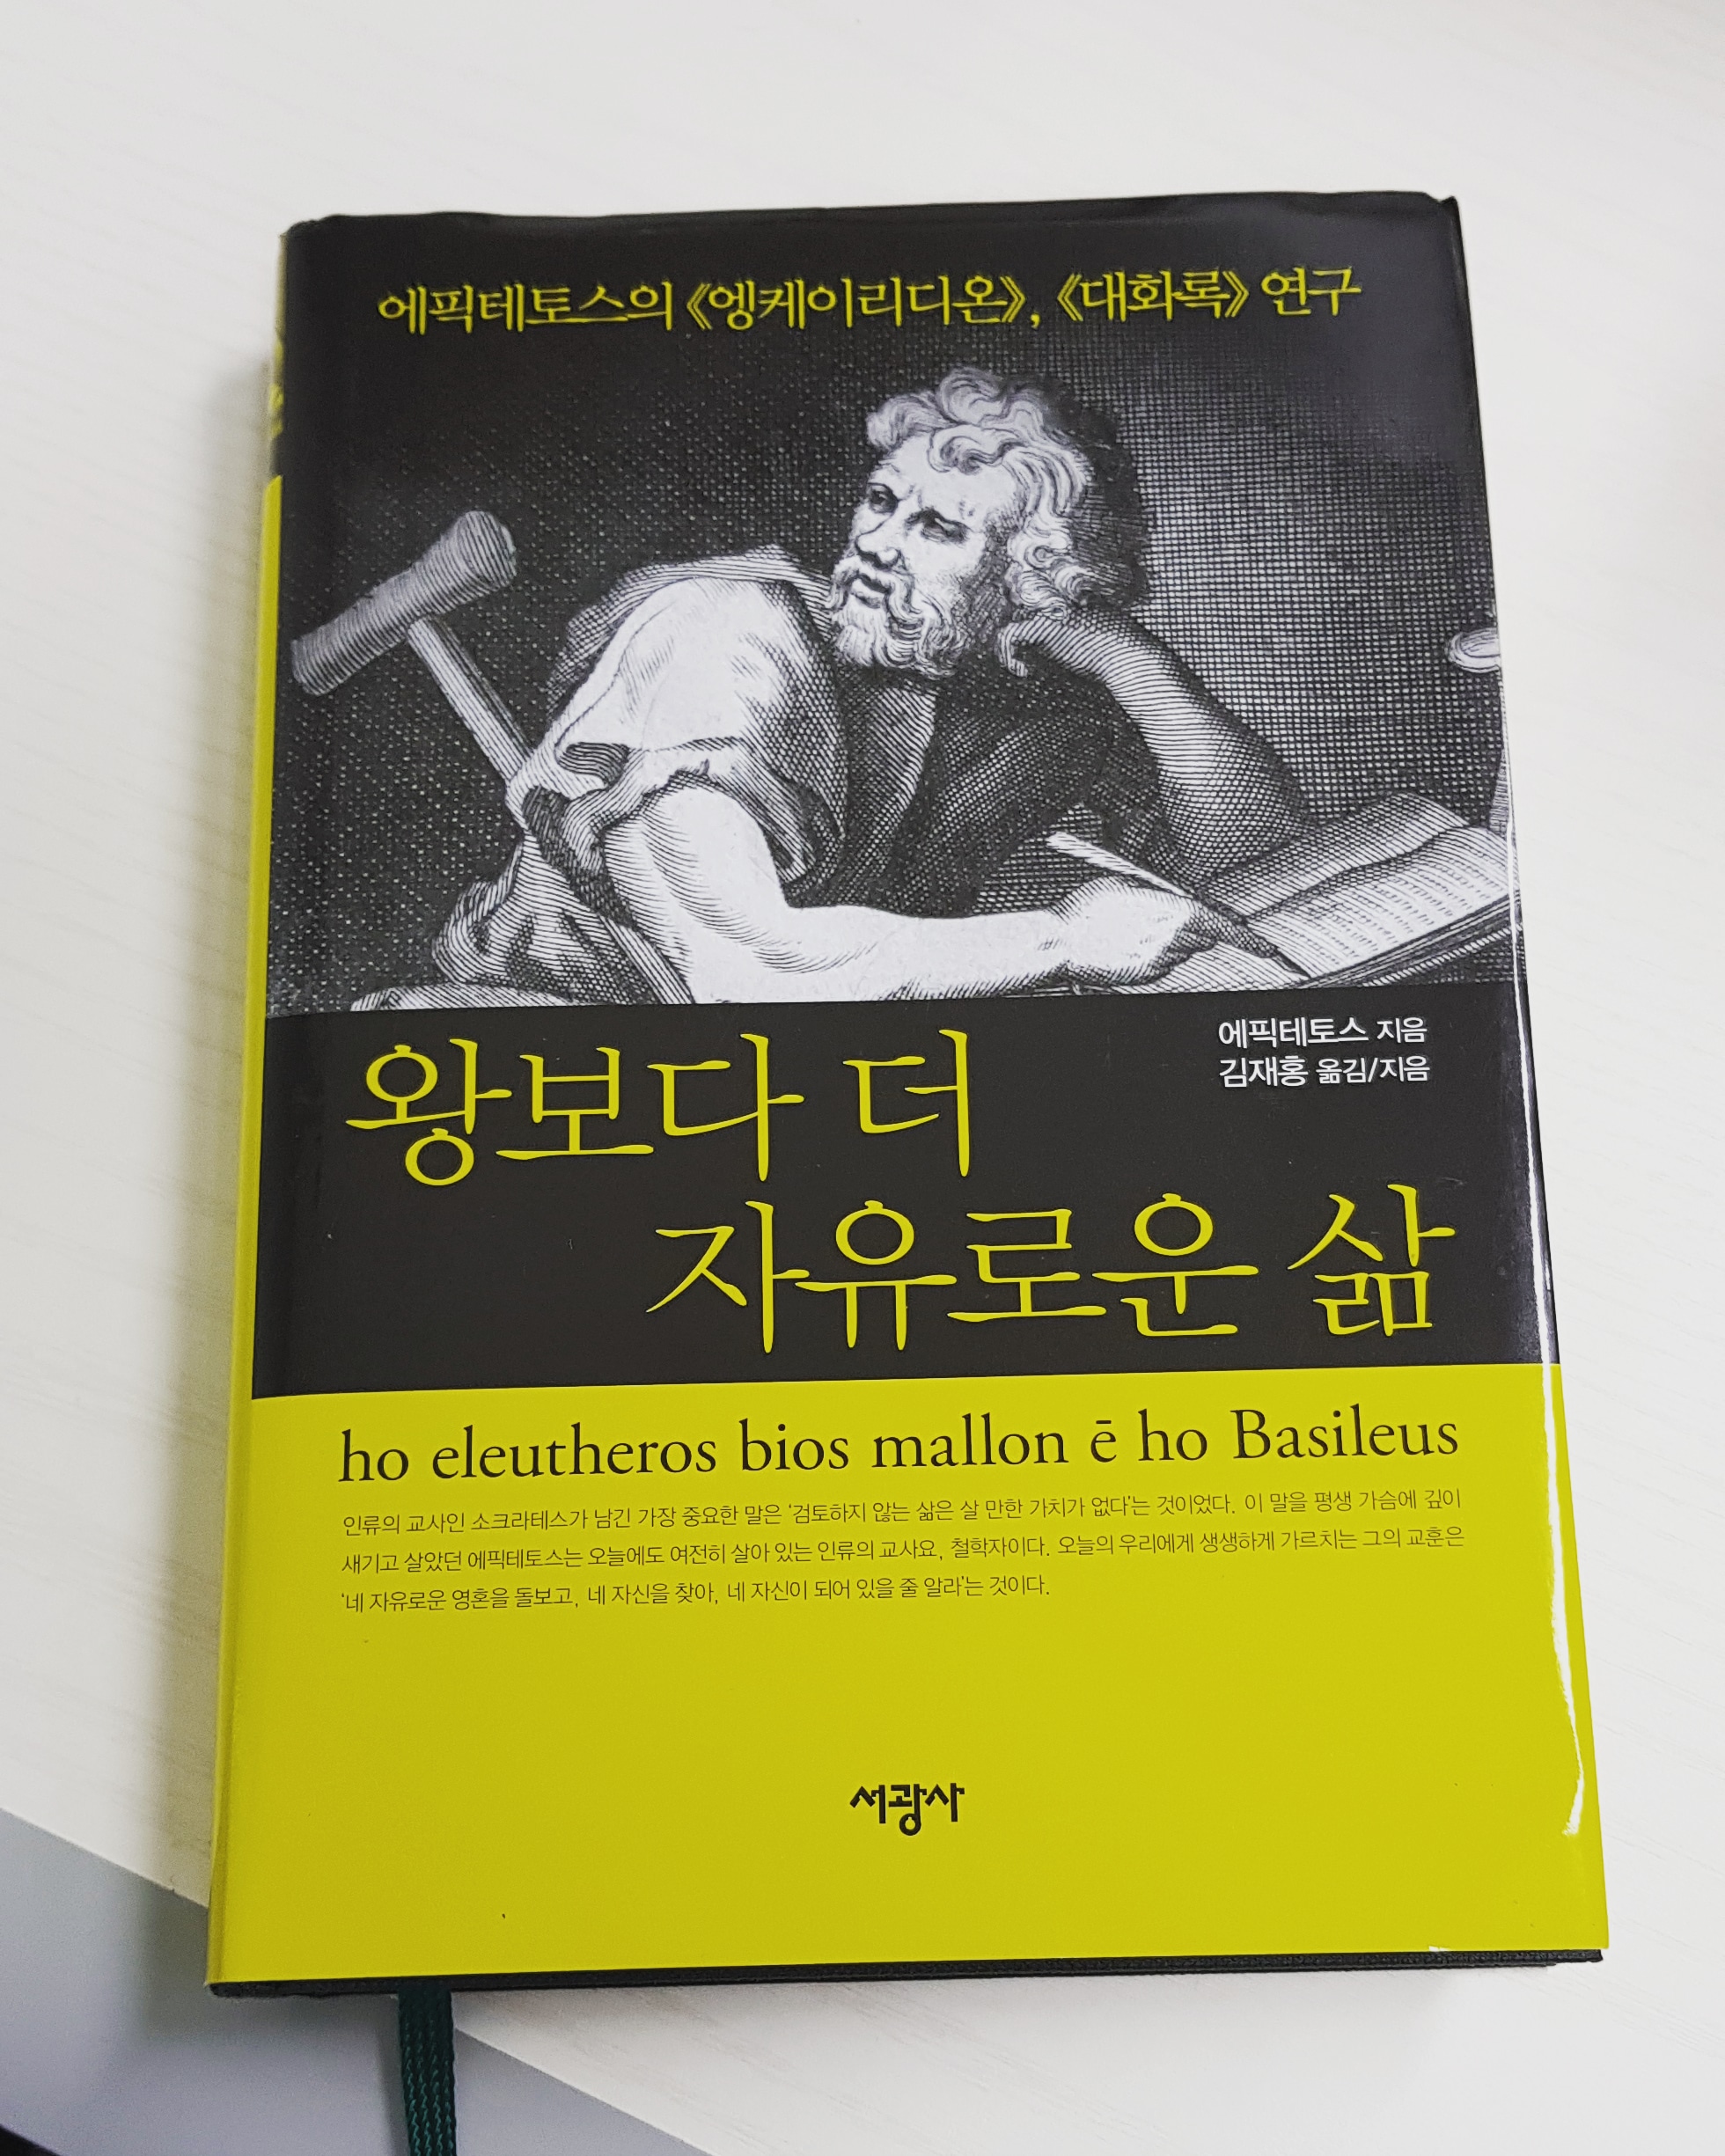 에픽테토스의 《엥케이리디온》, 《대화록》 연구
에픽테토스 지음
김재홍 옮김/지음
왕보다 더
자유로운 삶
ho eleutheros bios mallon ē ho Basileus
인류의 교사인 소크라테스가 남긴 가장 중요한 말은 '검토하지 않는 삶은 살 만한 가치가 없다'는 것이었다. 이 말을 평생 가슴에 깊이
새기고 살았던 에픽테토스는 오늘에도 여전히 살아 있는 인류의 교사요, 철학자이다. 오늘의 우리에게 생생하게 가르치는 그의 교훈은
'네 자유로운 영혼을 돌보고, 네 자신을 찾아, 네 자신이 되어 있을 줄 알라'는 것이다.
서광사